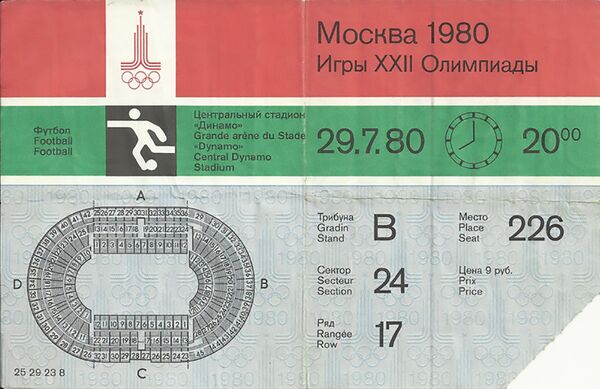 Москва 1980
Игры XXII Олимпиады
Футбол
Football
Football
Центральный стадион
«Динамо»
Grande arène du Stade
«Dynamo»
Central Dynamo
Stadium
29.7.80
20⁰⁰
Трибуна
Gradin
Stand
B
Место
Place
Seat
226
Сектор
Secteur
Section
24
Цена 9 руб.
Prix
Price
Ряд
Rangée
Row
17
A
B
C
D
25 29 23 8